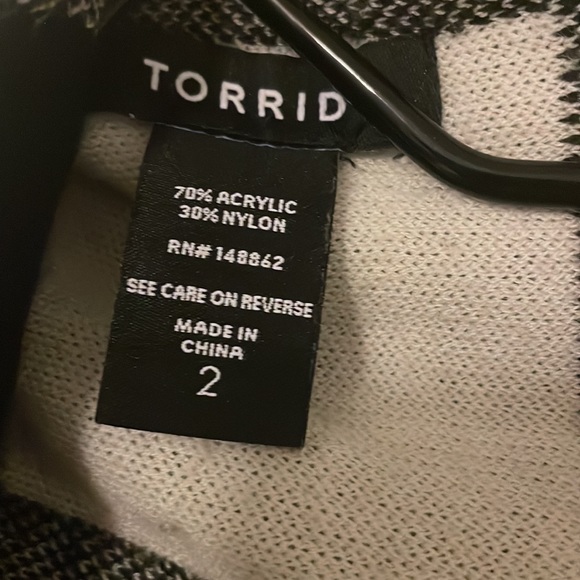 TORRID
70% ACRYLIC
30% NYLON
RN# 148862
SEE CARE ON REVERSE
MADE IN
CHINA
2